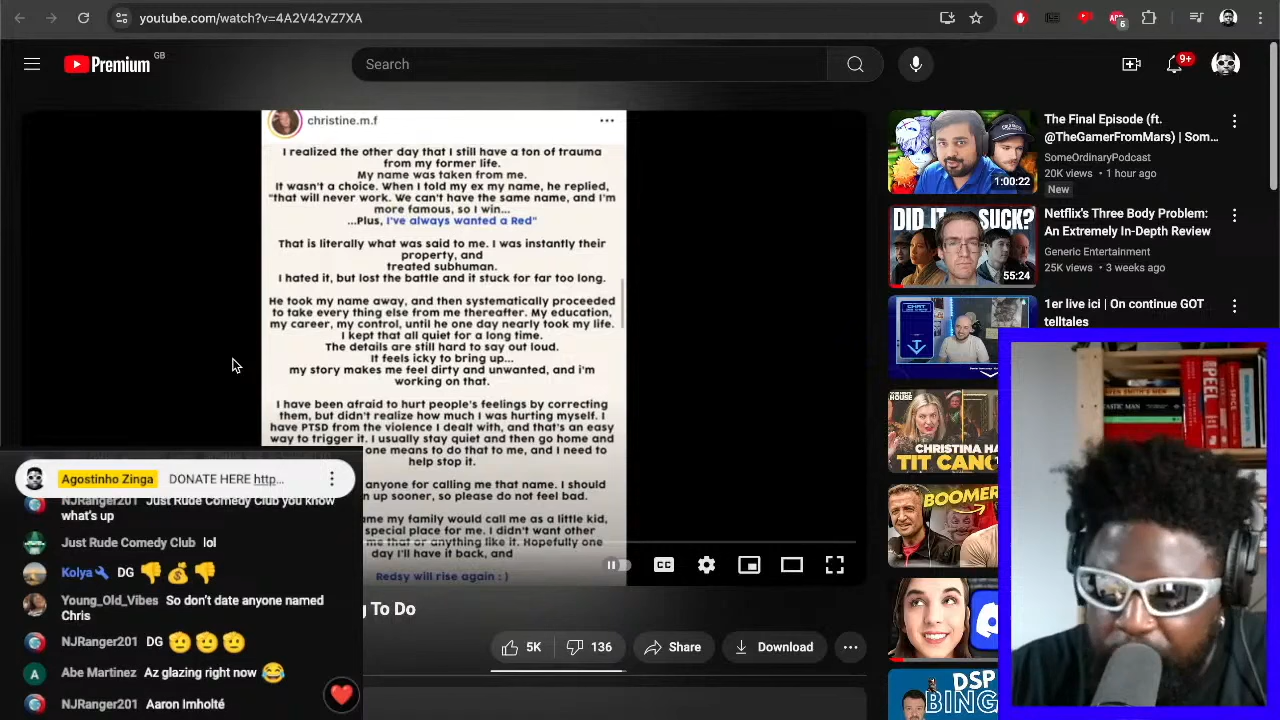 youtube.com/watch?v=4A2V42vZ7XA
6
Premium
GB
Search
9+
christine.m.f
I realized the other day that I still have a ton of trauma
from my former life.
My name was taken from me.
It wasn't a choice. When I told my ex my name, he replied,
"that will never work. We can't have the same name, and I'm
more famous, so I win...
...Plus, I've always wanted a Red"
That is literally what was said to me. I was instantly their
property, and
treated subhuman.
I hated it, but lost the battle and it stuck for far too long.
He took my name away, and then systematically proceeded
to take every thing else from me thereafter. My education,
my career, my control, until he one day nearly took my life.
I kept that all quiet for a long time.
The details are still hard to say out loud.
It feels icky to bring up...
my story makes me feel dirty and unwanted, and i'm
working on that.
I have been afraid to hurt people's feelings by correcting
them, but didn't realize how much I was hurting myself. I
have PTSD from the violence I dealt with, and that's an easy
way to trigger it. I usually stay quiet and then go home and
one means to do that to me, and I need to
help stop it.
anyone for calling me that name. I should
n up sooner, so please do not feel bad.
ame my family would call me as a little kid,
special place for me. I didn't want other
me that or anything like it. Hopefully one
day I'll have it back, and
Redsy will rise again : )
g To Do
5K
136
Share
Download
Agostinho Zinga DONATE HERE http...
NJRanger201 Just Rude Comedy Club you know
what's up
Just Rude Comedy Club lol
Kolya DG
Young_Old_Vibes So don't date anyone named
Chris
NJRanger201 DG
A
Abe Martinez Az glazing right now
NJRanger201 Aaron Imholté
1:00:22
The Final Episode (ft.
@TheGamerFromMars) | Som...
SomeOrdinaryPodcast
20K views • 1 hour ago
New
DID IT SUCK?
55:24
Netflix's Three Body Problem:
An Extremely In-Depth Review
Generic Entertainment
25K views • 3 weeks ago
CHAT
1er live ici | On continue GOT
telltales
HOUSE
CHRISTINA HA
TIT CANC
BOOMER
DSP
BING
SPEEL
SPICE